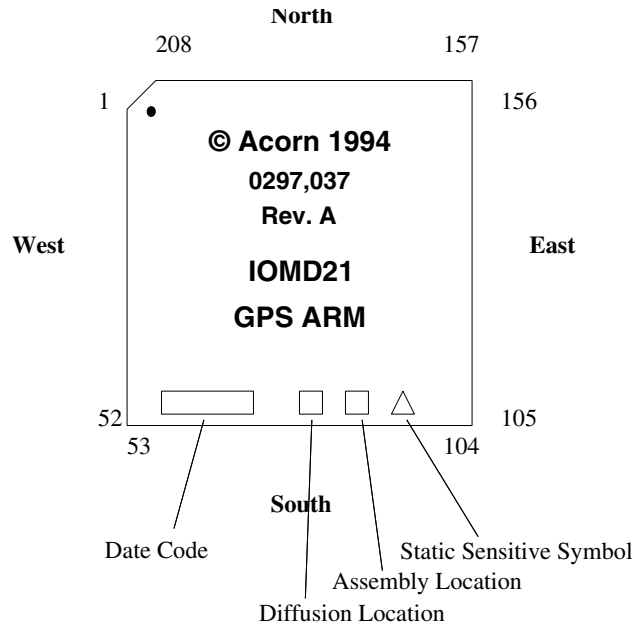 North
208 157
1 156
© Acorn 1994
0297,037
Rev. A
West East
IOMD21
GPS ARM
52 105
53 104
South
Date Code Static Sensitive Symbol
Assembly Location
Diffusion Location